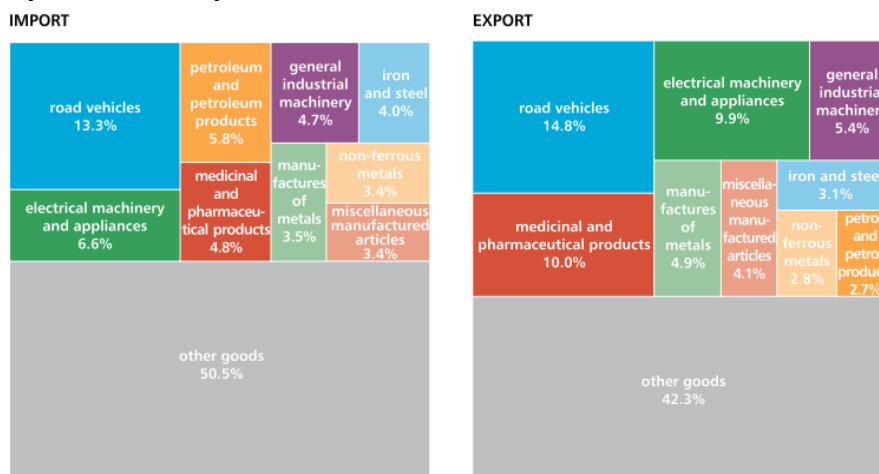 IMPORT
road vehicles
13.3%
petroleum
and
petroleum
products
5.8%
general
industrial
machinery
4.7%
iron
and steel
4.0%
electrical machinery
and appliances
6.6%
medicinal
and
pharmaceu-
tical products
4.8%
manu-
factures
of
metals
3.5%
non-ferrous
metals
3.4%
miscellaneous
manufactured
articles
3.4%
other goods
50.5%
EXPORT
road vehicles
14.8%
electrical machinery
and appliances
9.9%
general
industrial
machiner
5.4%
medicinal and
pharmaceutical products
10.0%
manu-
factures
of
metals
4.9%
miscella-
neous
manu-
factured
articles
4.1%
iron and stee
3.1%
non-
ferrous
metals
2.8%
petro
and
petro
produc
2.7%
other goods
42.3%